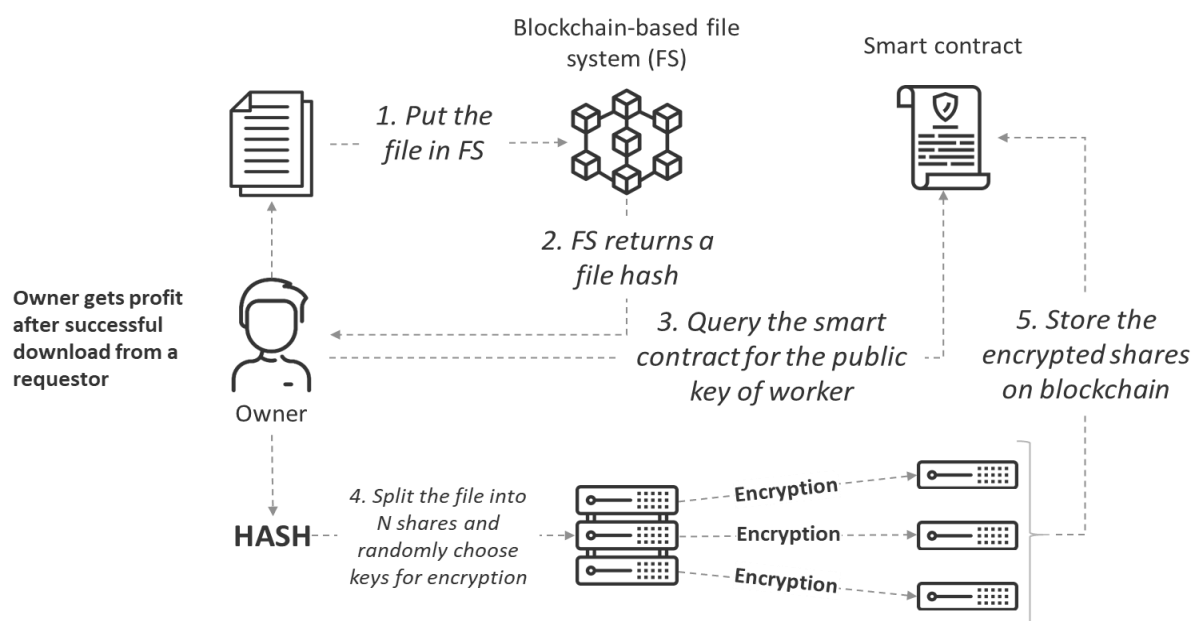 Blockchain-based file
system (FS)
Smart contract
1. Put the
file in FS
2. FS returns a
file hash
Owner gets profit
after successful
download from a
requestor
3. Query the smart
contract for the public
key of worker
5. Store the
encrypted shares
on blockchain
Owner
4. Split the file into
N shares and
randomly choose
keys for encryption
HASH
Encryption
Encryption
Encryption